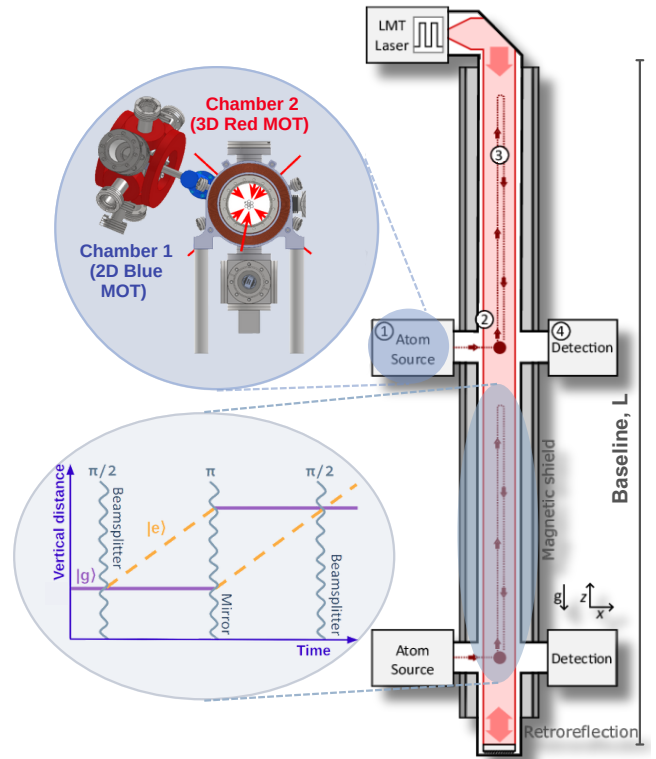 LMT
Laser
Chamber 2
(3D Red MOT)
Chamber 1
(2D Blue
MOT)
3
2
1
Atom
Source
4
Detection
Baseline, L
Magnetic shield
π/2
π
π/2
Vertical distance
Beamsplitter
|e⟩
|g⟩
Mirror
Beamsplitter
Time
g
z
x
Atom
Source
Detection
Retroreflection